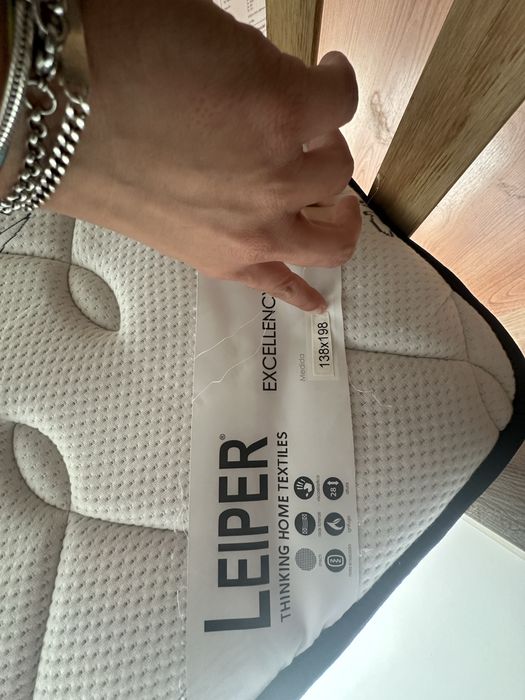 LEIPER®
THINKING HOME TEXTILES
EXCELLENC
Medida
138x198
28